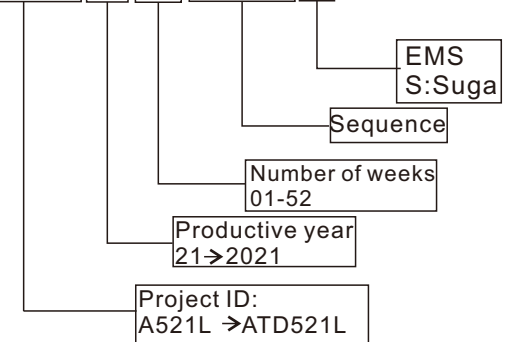 EMS
S:Suga
Sequence
Number of weeks
01-52
Productive year
21→2021
Project ID:
A521L →ATD521L